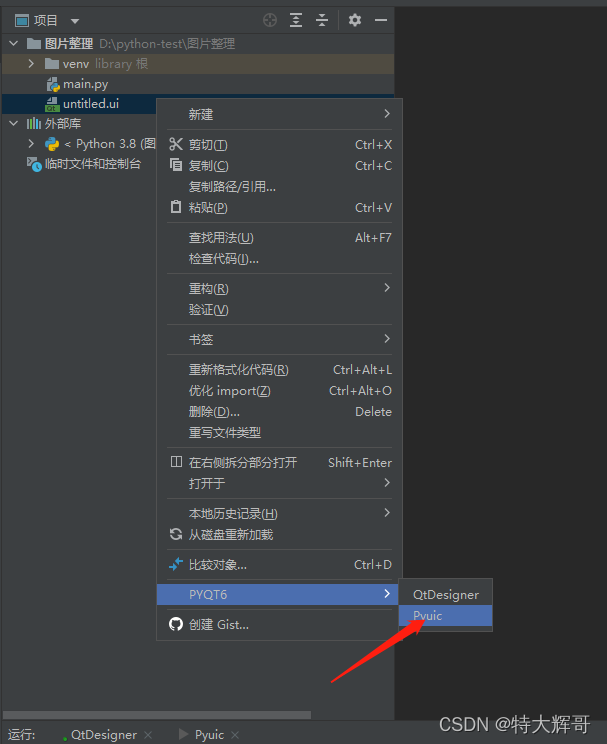 项目
图片整理 D:\python-test\图片整理
venv library 根
main.py
untitled.ui
外部库
< Python 3.8 (图
临时文件和控制台
新建
剪切(T) Ctrl+X
复制(C) Ctrl+C
复制路径/引用...
粘贴(P) Ctrl+V
查找用法(U) Alt+F7
检查代码(I)...
重构(R)
验证(V)
书签
重新格式化代码(R) Ctrl+Alt+L
优化 import(Z) Ctrl+Alt+O
删除(D)... Delete
重写文件类型
在右侧拆分部分打开 Shift+Enter
打开于
本地历史记录(H)
从磁盘重新加载
比较对象... Ctrl+D
PYQT6
QtDesigner
Pyuic
创建 Gist...
运行: QtDesigner Pyuic
CSDN @特大辉哥